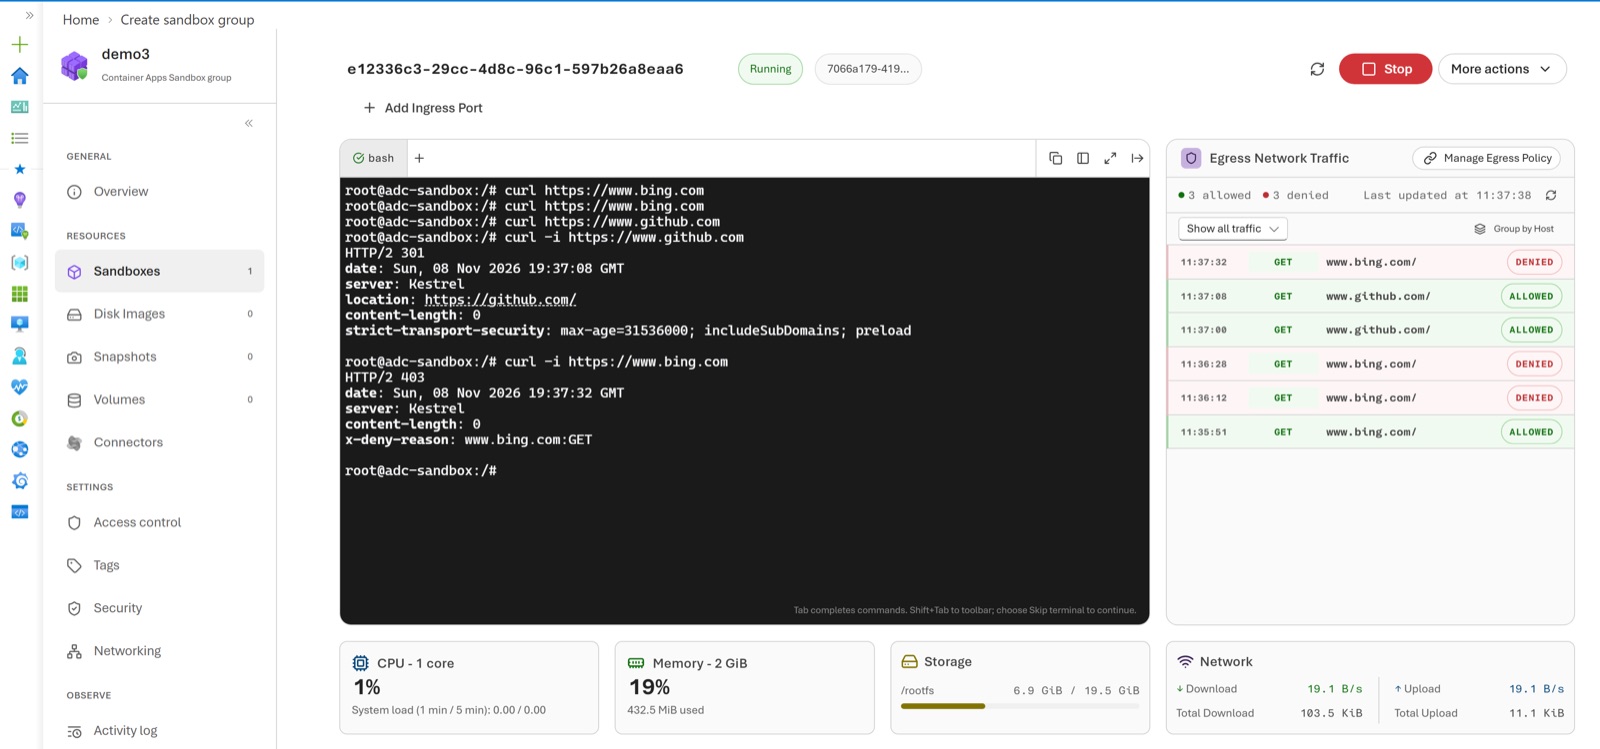 Home › Create sandbox group
demo3
Container Apps Sandbox group
GENERAL
Overview
RESOURCES
Sandboxes 1
Disk Images 0
Snapshots 0
Volumes 0
Connectors
SETTINGS
Access control
Tags
Security
Networking
OBSERVE
Activity log
e12336c3-29cc-4d8c-96c1-597b26a8eaa6
Running
7066a179-419...
Stop
More actions
+ Add Ingress Port
bash
root@adc-sandbox:/# curl https://www.bing.com
root@adc-sandbox:/# curl https://www.bing.com
root@adc-sandbox:/# curl https://www.github.com
root@adc-sandbox:/# curl -i https://www.github.com
HTTP/2 301
date: Sun, 08 Nov 2026 19:37:08 GMT
server: Kestrel
location: https://github.com/
content-length: 0
strict-transport-security: max-age=31536000; includeSubDomains; preload
root@adc-sandbox:/# curl -i https://www.bing.com
HTTP/2 403
date: Sun, 08 Nov 2026 19:37:32 GMT
server: Kestrel
content-length: 0
x-deny-reason: www.bing.com:GET
root@adc-sandbox:/#
Tab completes commands. Shift+Tab to toolbar; choose Skip terminal to continue.
Egress Network Traffic
Manage Egress Policy
3 allowed 3 denied Last updated at 11:37:38
Show all traffic
Group by Host
11:37:32 GET www.bing.com/ DENIED
11:37:08 GET www.github.com/ ALLOWED
11:37:00 GET www.github.com/ ALLOWED
11:36:28 GET www.bing.com/ DENIED
11:36:12 GET www.bing.com/ DENIED
11:35:51 GET www.bing.com/ ALLOWED
CPU - 1 core
1%
System load (1 min / 5 min): 0.00 / 0.00
Memory - 2 GiB
19%
432.5 MiB used
Storage
/rootfs 6.9 GiB / 19.5 GiB
Network
↓ Download 19.1 B/s
Total Download 103.5 KiB
↑ Upload 19.1 B/s
Total Upload 11.1 KiB